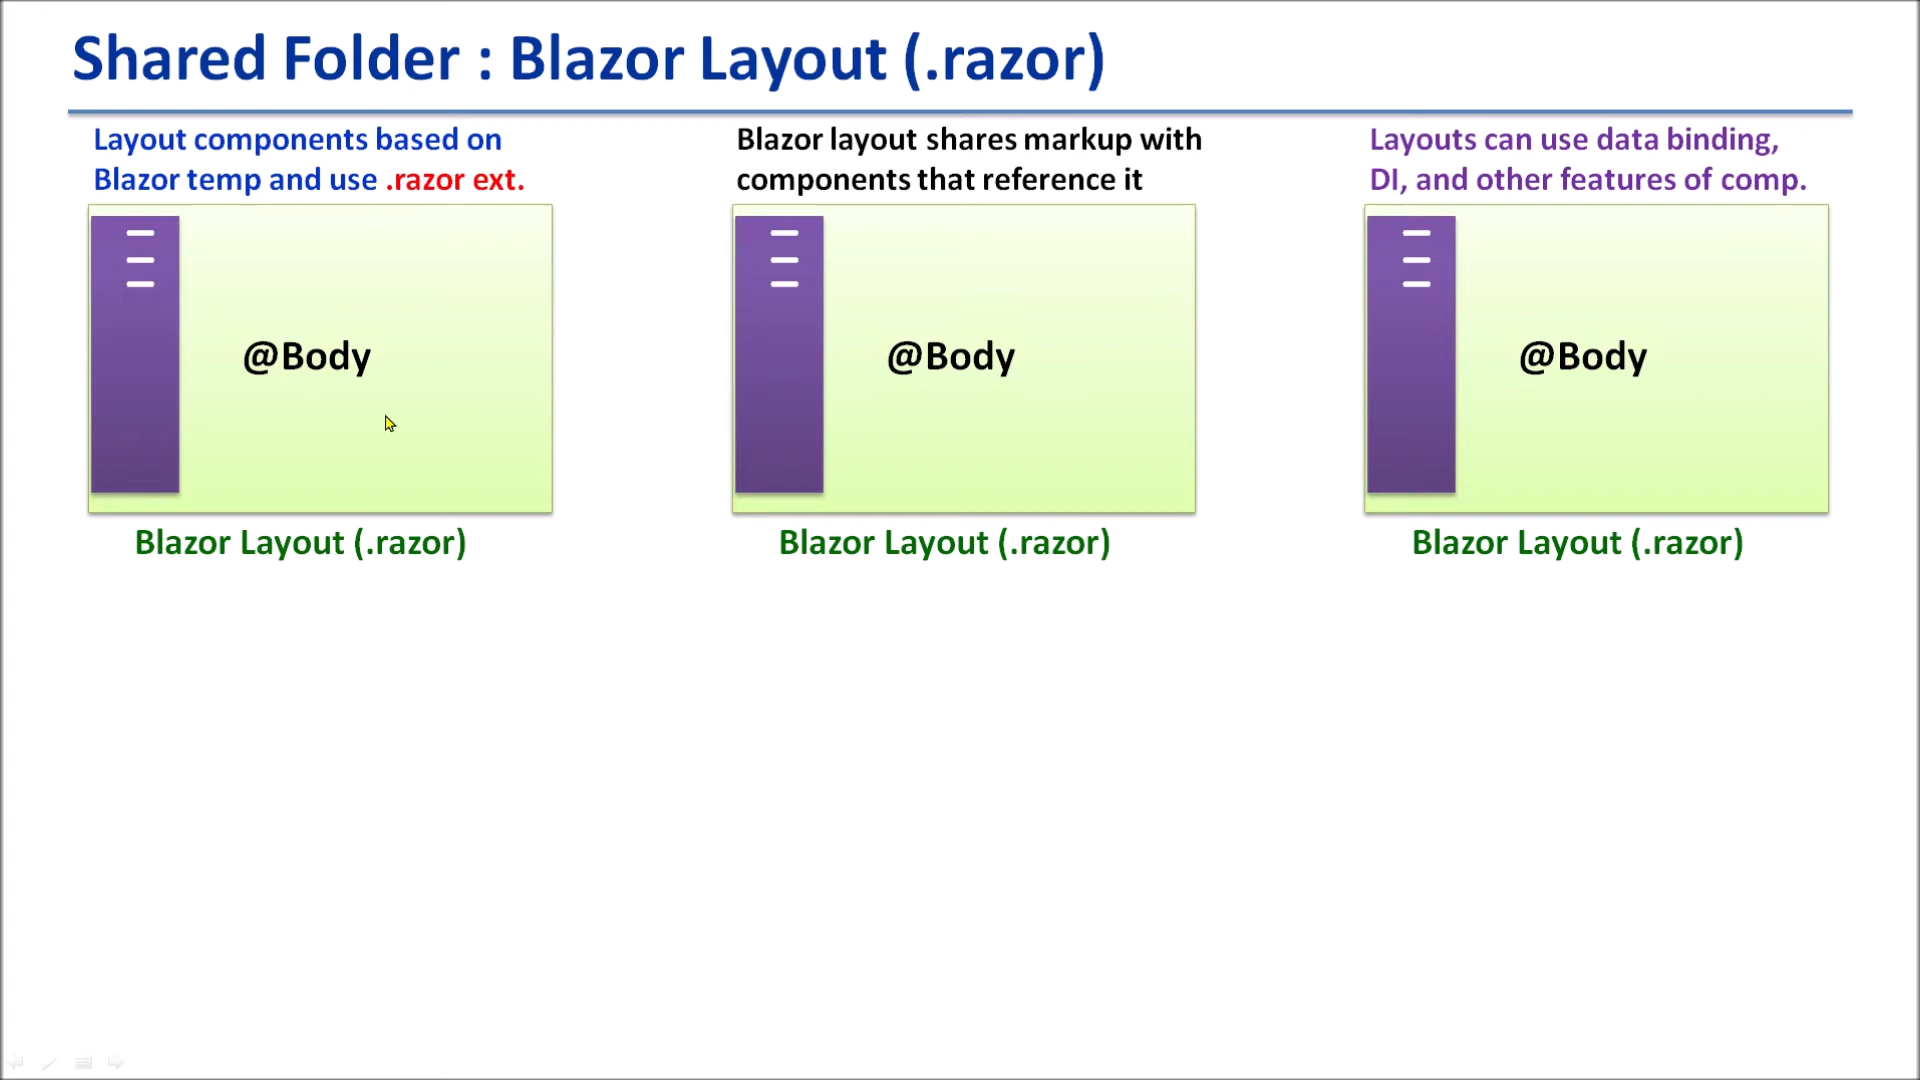 Shared Folder : Blazor Layout (.razor)
Layout components based on
Blazor temp and use .razor ext.
@Body
Blazor Layout (.razor)
Blazor layout shares markup with
components that reference it
@Body
Blazor Layout (.razor)
Layouts can use data binding,
DI, and other features of comp.
@Body
Blazor Layout (.razor)